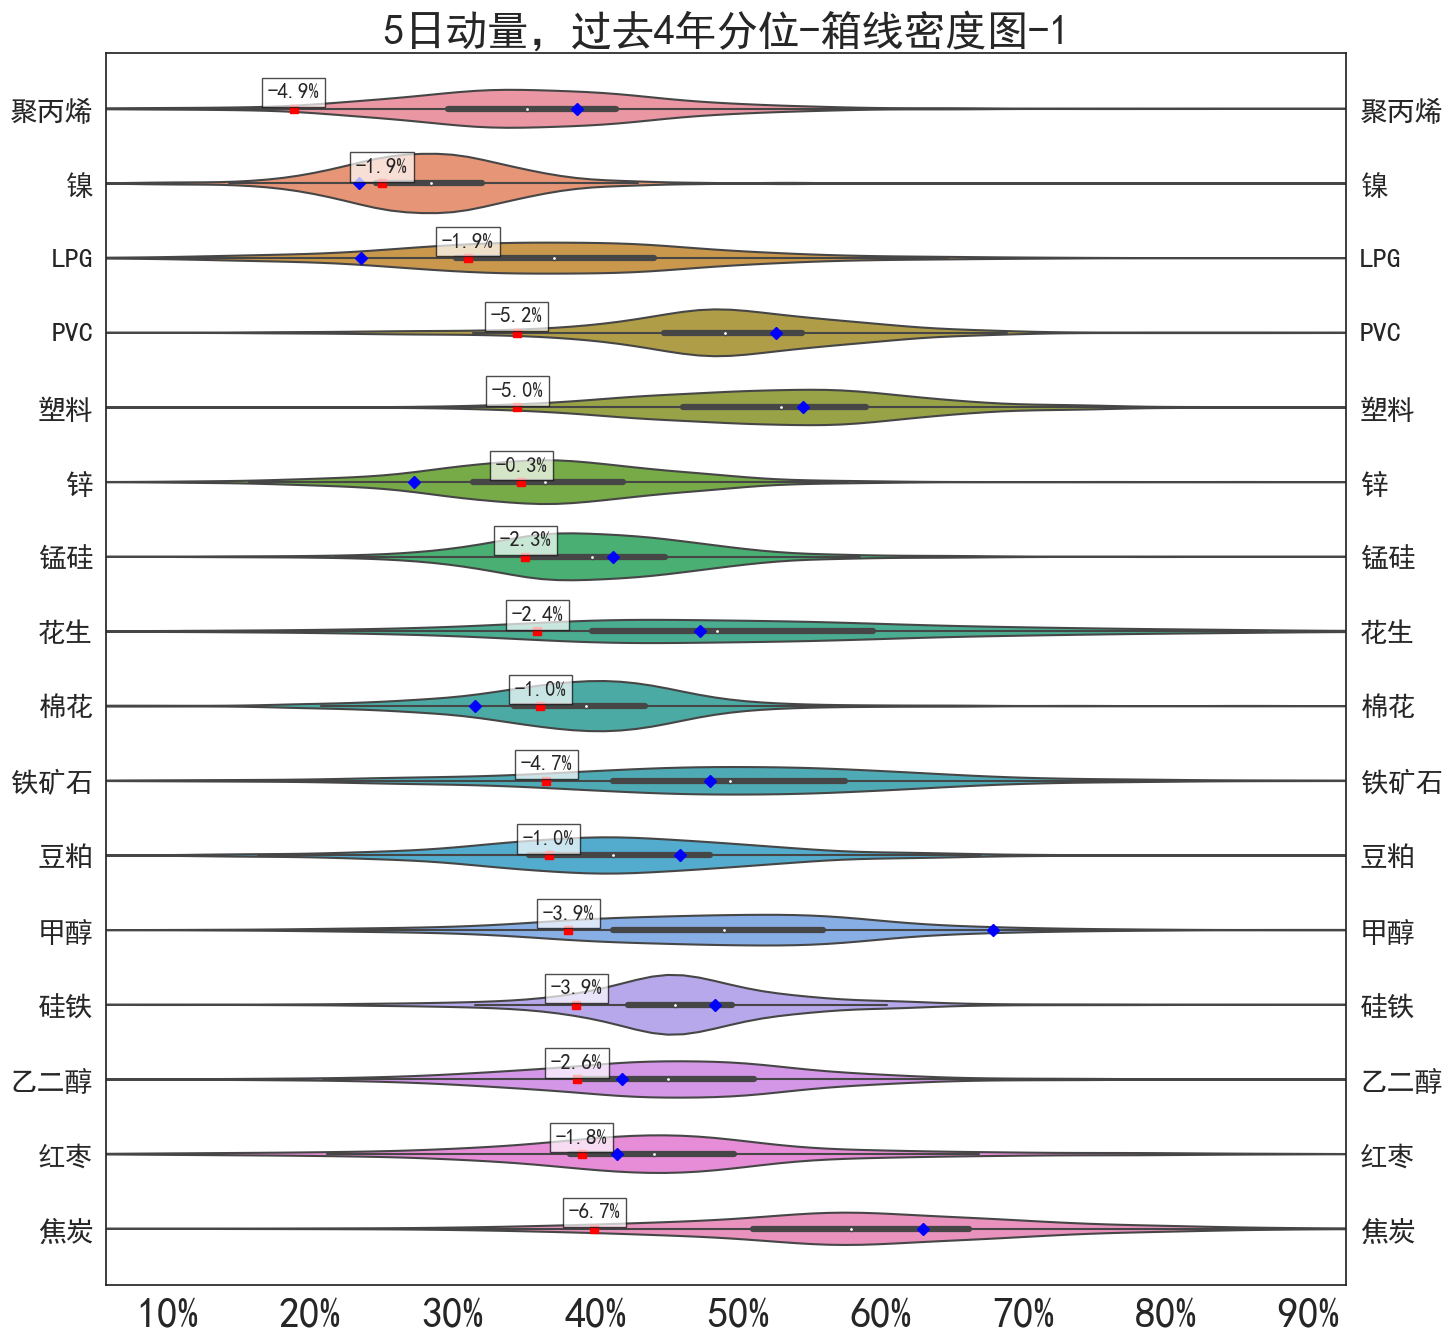 5日动量，过去4年分位-箱线密度图-1
聚丙烯 -4.9% 聚丙烯
镍 -1.9% 镍
LPG -1.9% LPG
PVC -5.2% PVC
塑料 -5.0% 塑料
锌 -0.3% 锌
锰硅 -2.3% 锰硅
花生 -2.4% 花生
棉花 -1.0% 棉花
铁矿石 -4.7% 铁矿石
豆粕 -1.0% 豆粕
甲醇 -3.9% 甲醇
硅铁 -3.9% 硅铁
乙二醇 -2.6% 乙二醇
红枣 -1.8% 红枣
焦炭 -6.7% 焦炭
10% 20% 30% 40% 50% 60% 70% 80% 90%